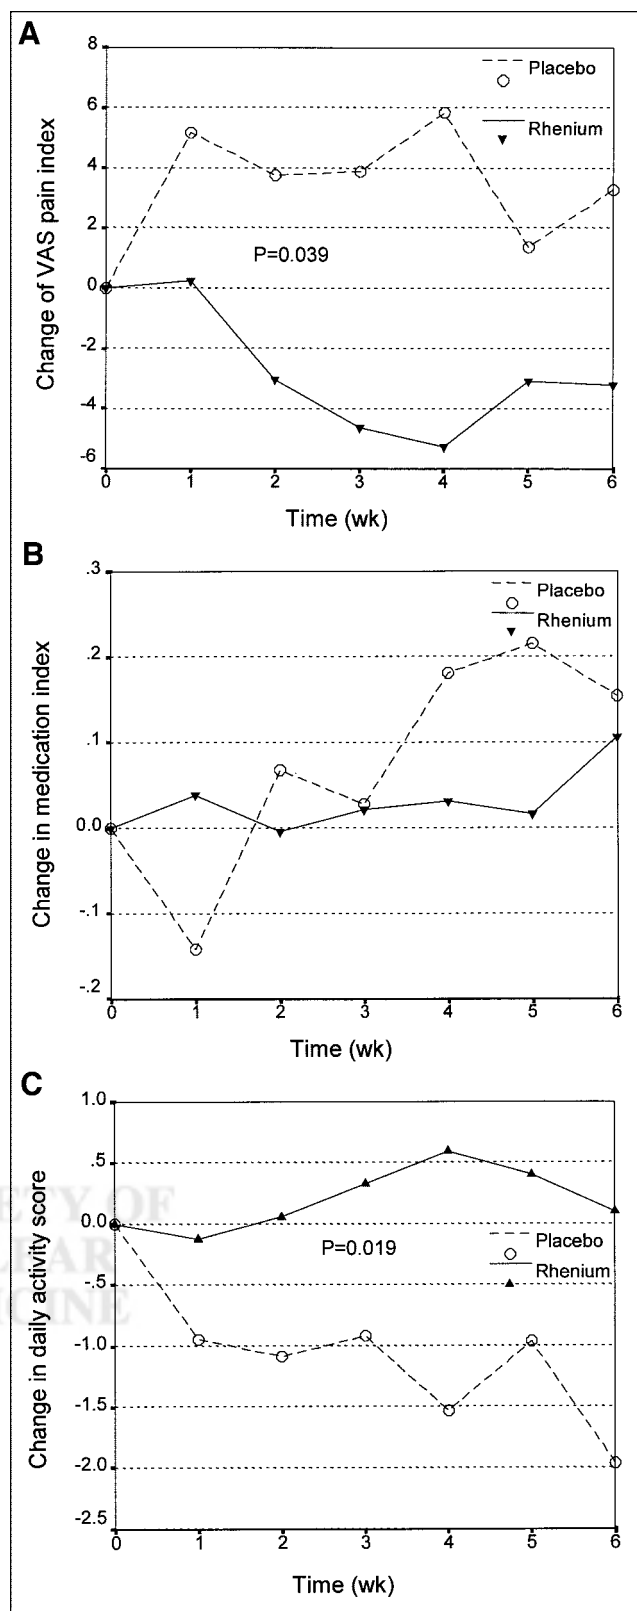 A
8
6
4
2
0
-2
-4
-6
Change of VAS pain index
Placebo
Rhenium
P=0.039
0 1 2 3 4 5 6
Time (wk)
B
.3
.2
.1
0.0
-.1
-.2
Change in medication index
Placebo
Rhenium
0 1 2 3 4 5 6
Time (wk)
C
1.0
.5
0.0
-.5
-1.0
-1.5
-2.0
-2.5
Change in daily activity score
Placebo
Rhenium
P=0.019
ETY OF
LEAR
ICINE
0 1 2 3 4 5 6
Time (wk)